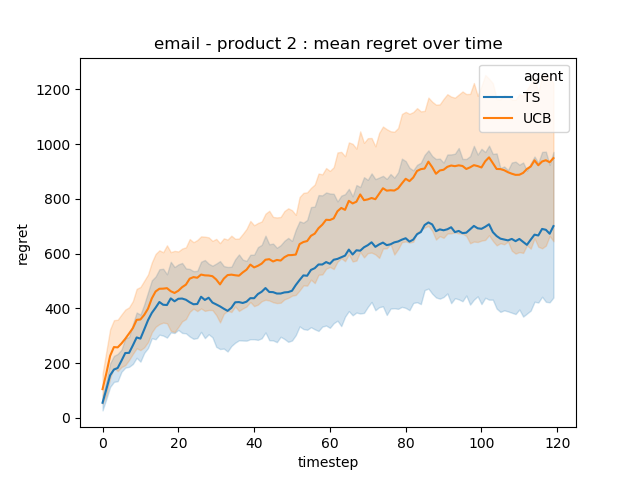 email - product 2 : mean regret over time
agent
TS
UCB
regret
1200
1000
800
600
400
200
0
0 20 40 60 80 100 120
timestep